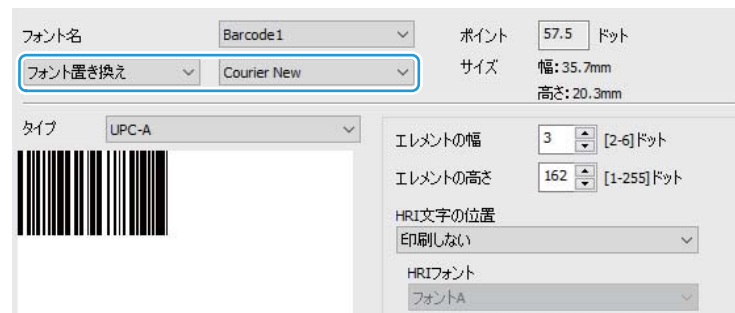 フォント名 Barcode1 ポイント 57.5 ドット
フォント置き換え Courier New サイズ 幅:35.7mm
高さ:20.3mm
タイプ UPC-A
エレメントの幅 3 [2-6]ドット
エレメントの高さ 162 [1-255]ドット
HRI文字の位置
印刷しない
HRIフォント
フォントA